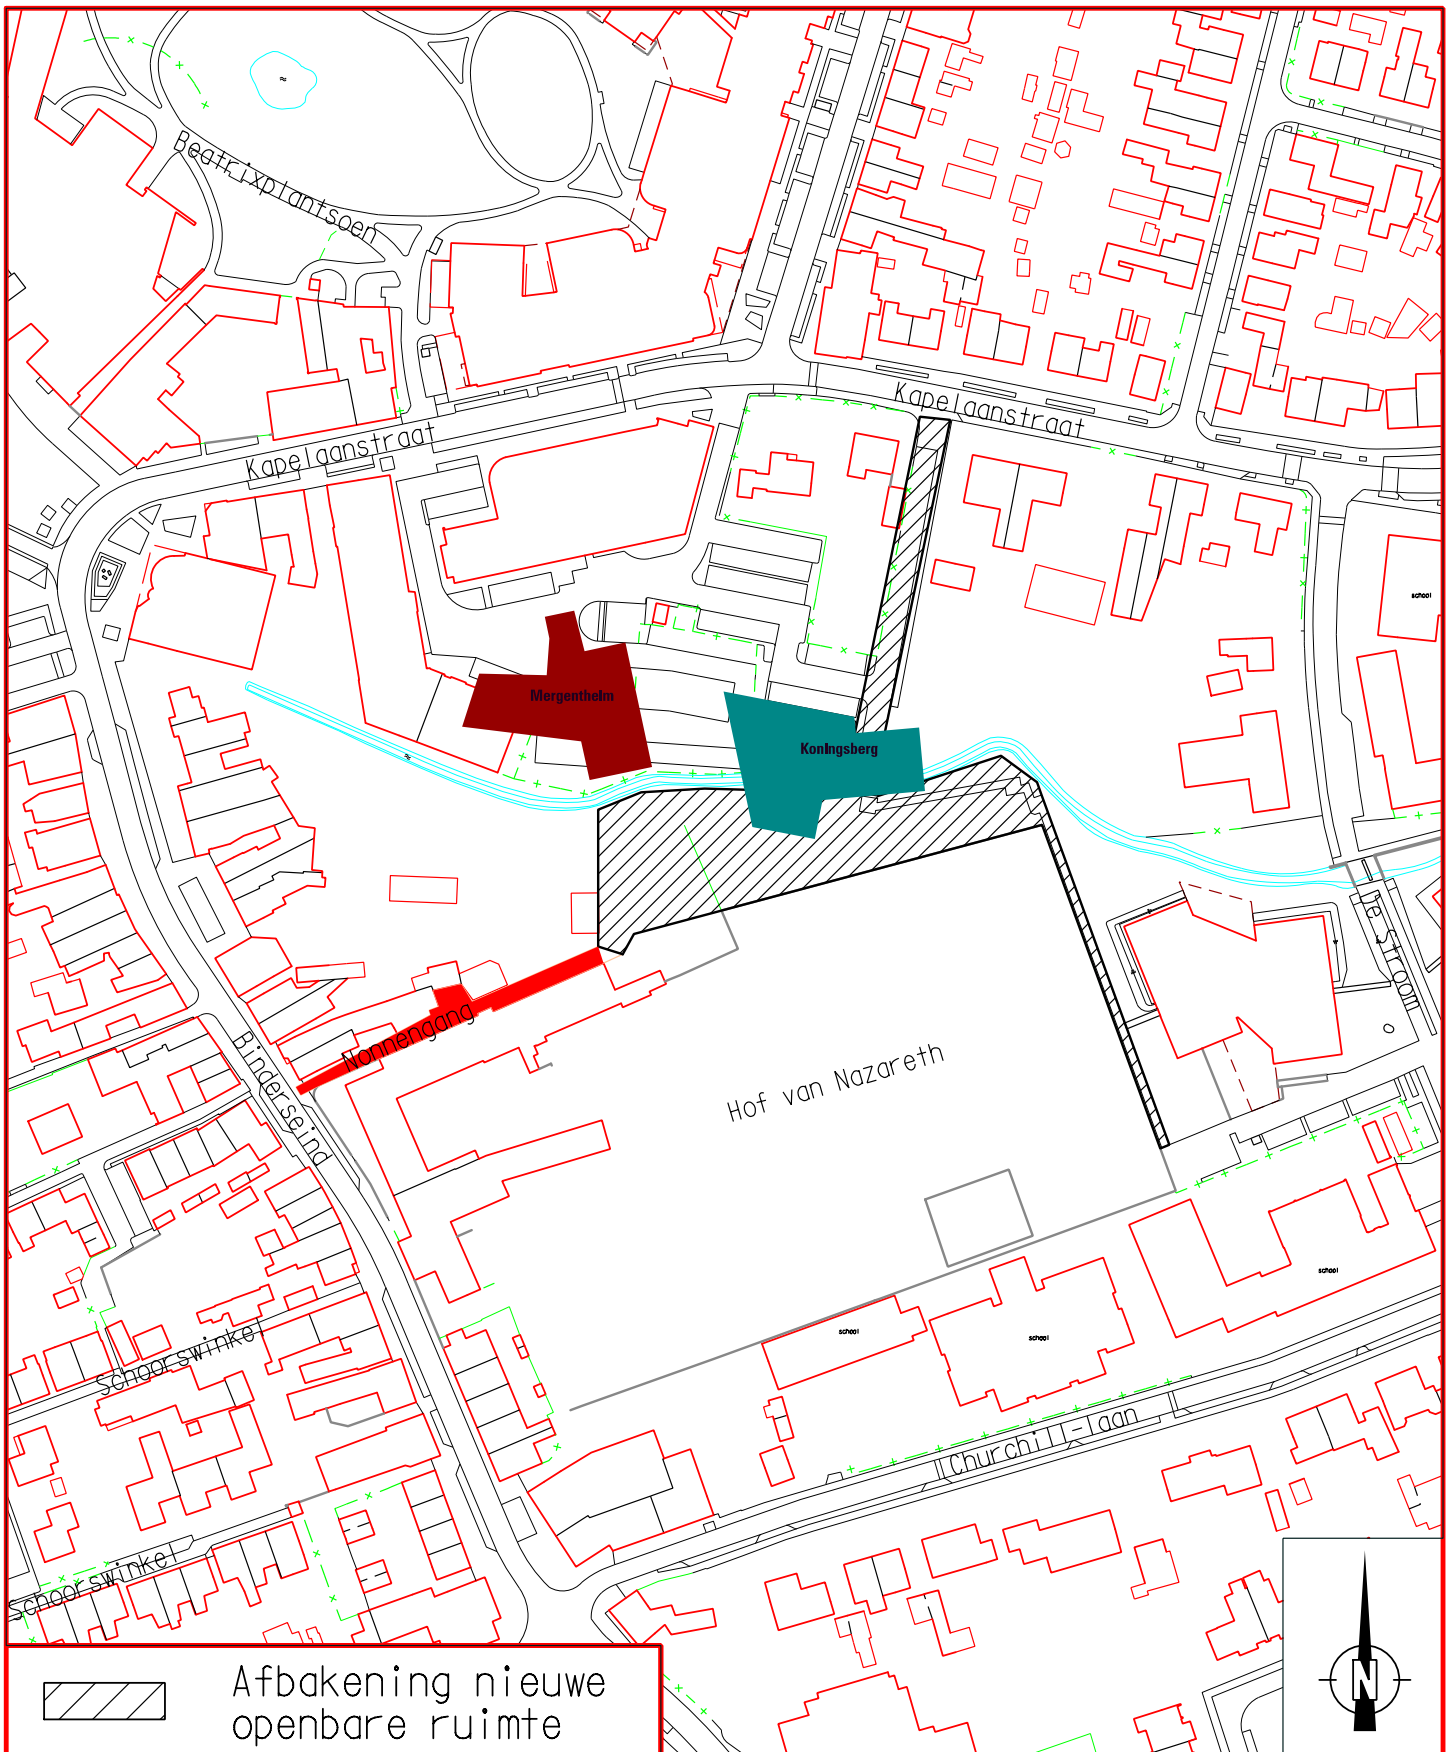 Beatrixplantsoen
Kapelaanstraat
Kapelaanstraat
school
Mergentheim
Koningsberg
De Stroom
Nonnengang
Binderseind
Hof van Nazareth
school
school
school
Schoorswinkel
Churchill-laan
Schoorswinkel
N
Afbakening nieuwe
openbare ruimte